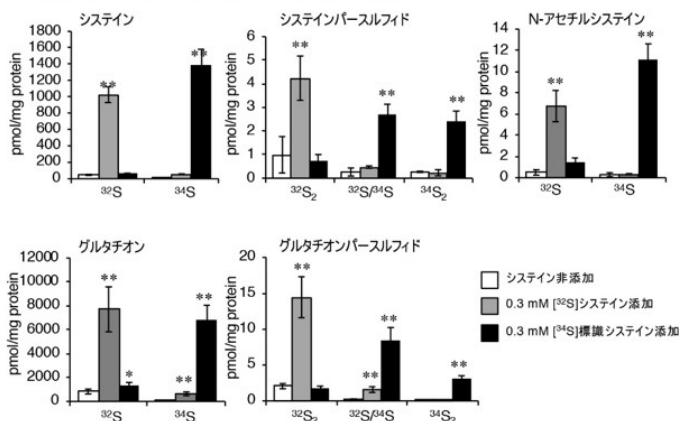 システイン
pmol/mg protein
1800
1600
1400
1200
1000
800
600
400
200
0
**
**
³²S
³⁴S
システインパースルフィド
pmol/mg protein
6
5
4
3
2
1
0
**
**
**
³²S₂
³²S/³⁴S
³⁴S₂
N-アセチルシステイン
pmol/mg protein
14
12
10
8
6
4
2
0
**
**
³²S
³⁴S
グルタチオン
pmol/mg protein
12000
10000
8000
6000
4000
2000
0
**
*
**
**
³²S
³⁴S
グルタチオンパースルフィド
pmol/mg protein
20
15
10
5
0
**
**
**
**
³²S₂
³²S/³⁴S
³⁴S₂
システイン非添加
0.3 mM [³²S]システイン添加
0.3 mM [³⁴S]標識システイン添加